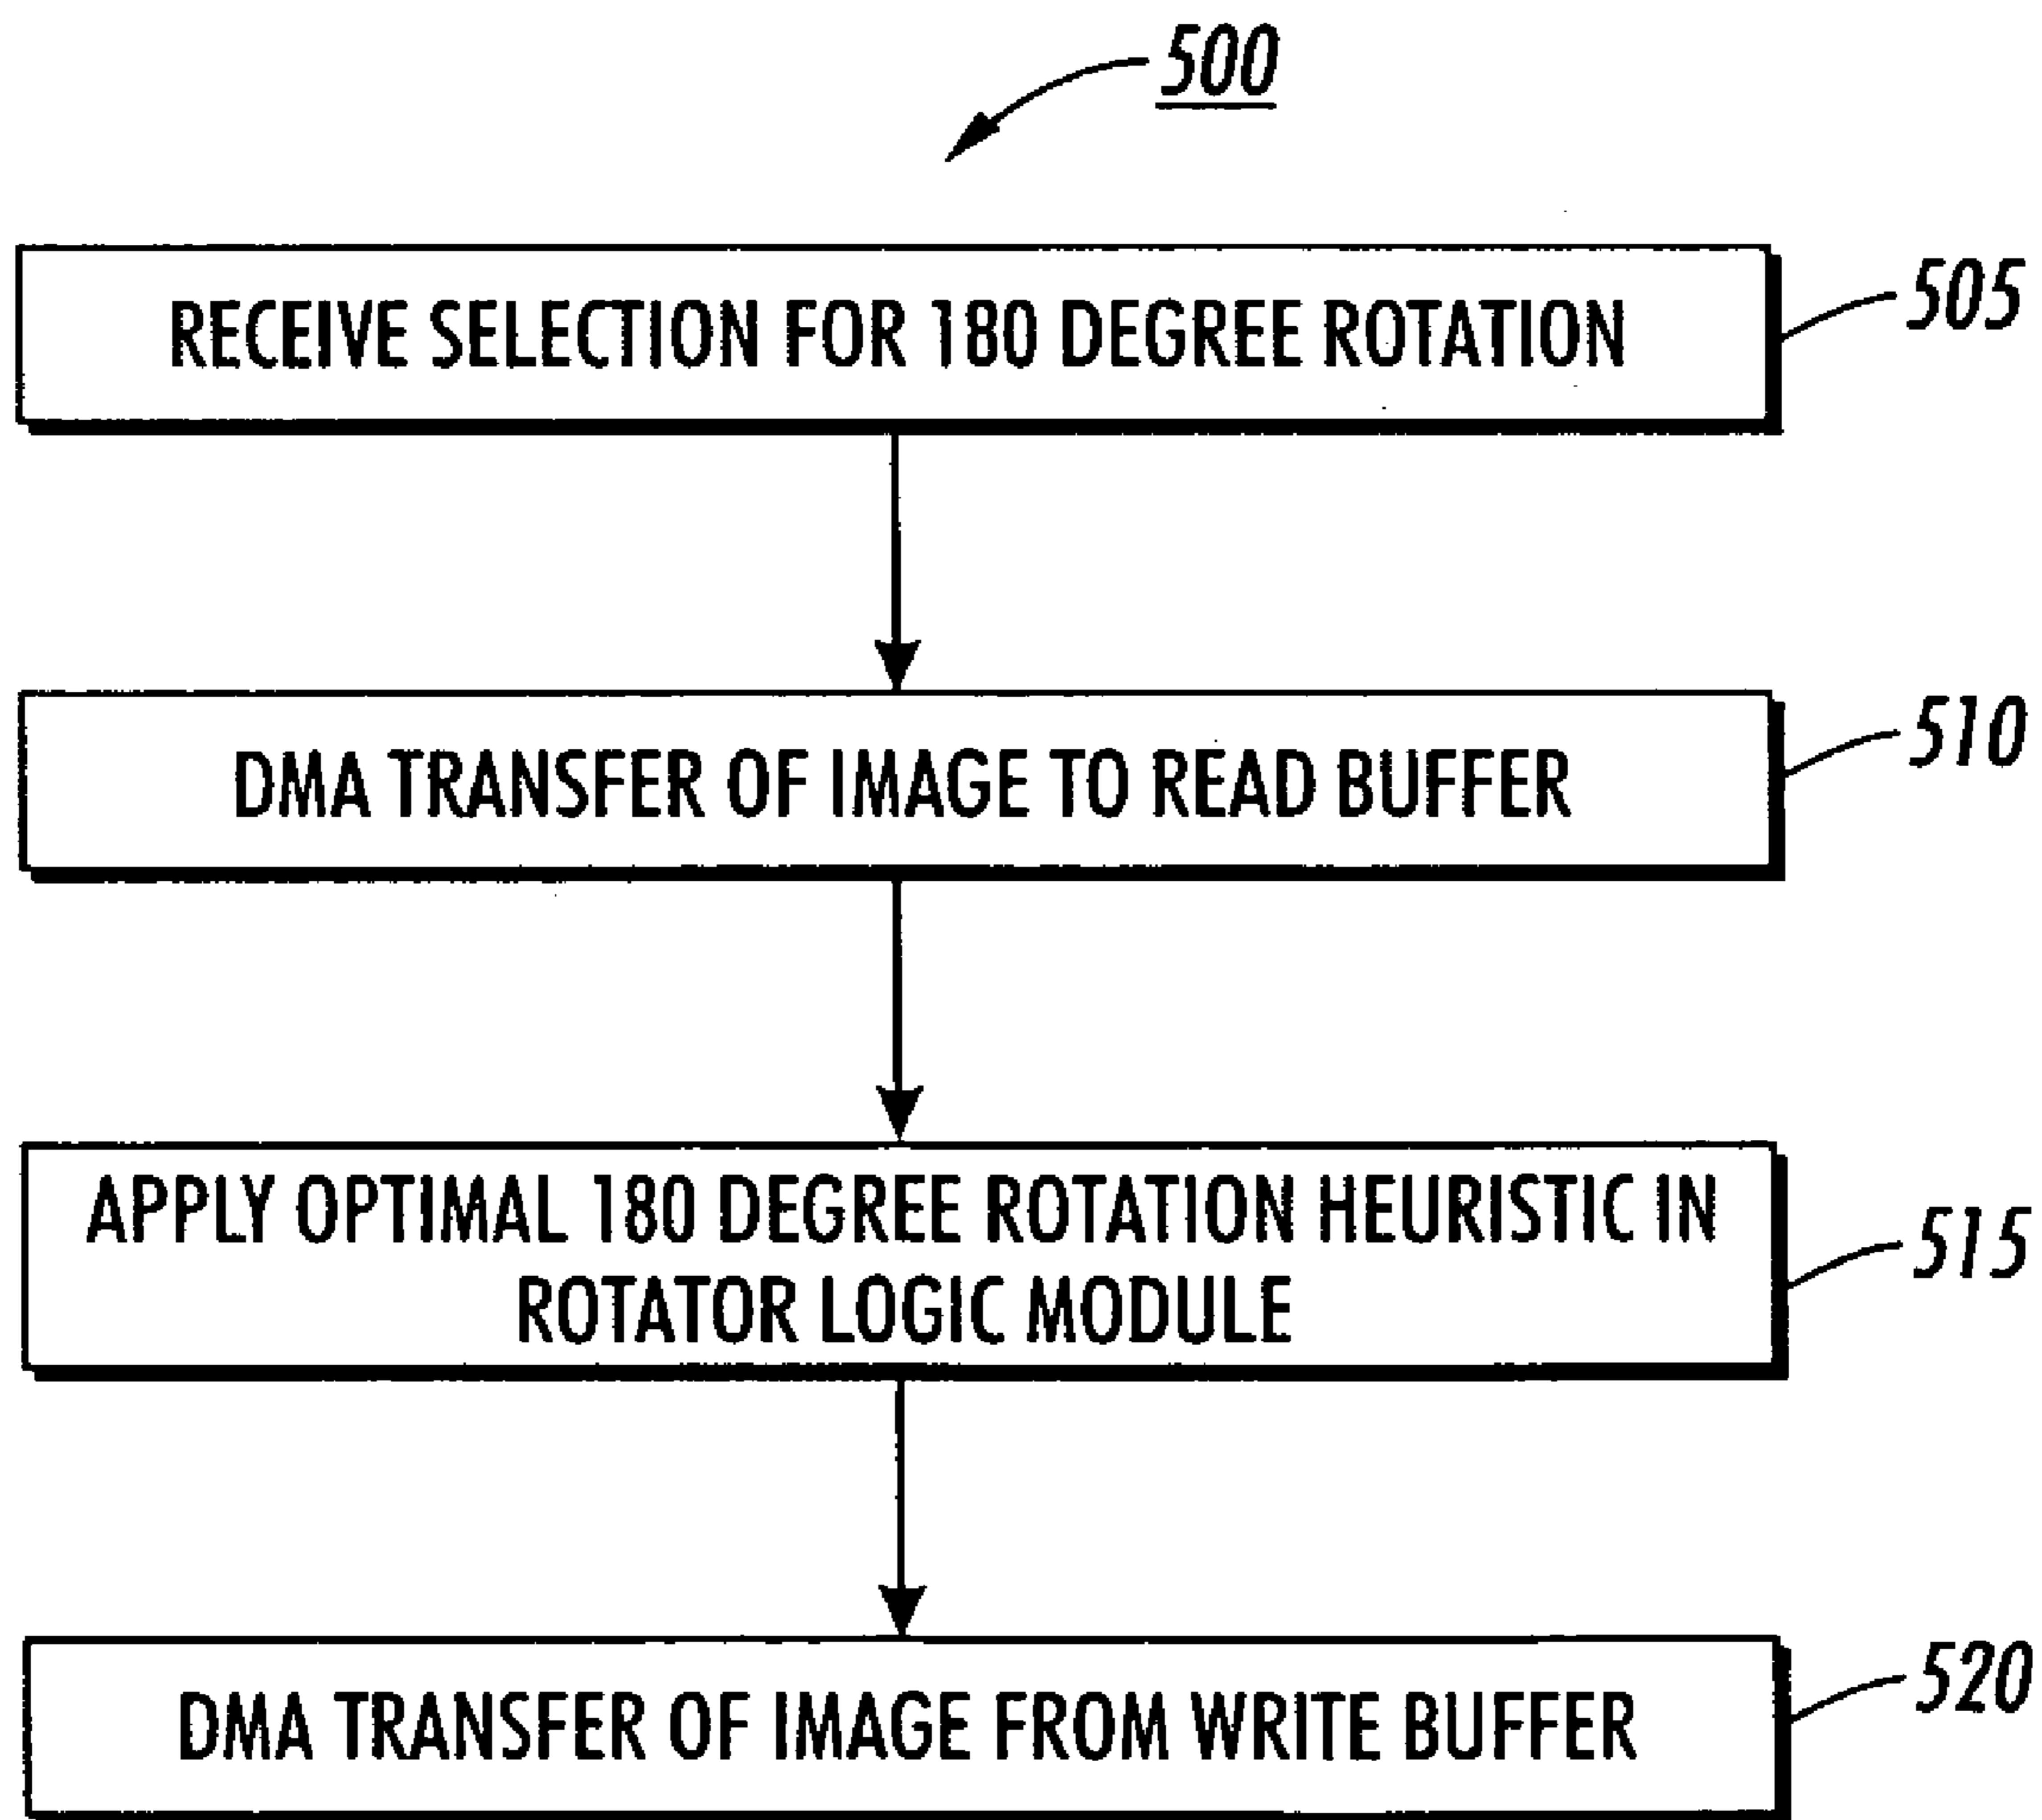 500
RECEIVE SELECTION FOR 180 DEGREE ROTATION
505
DMA TRANSFER OF IMAGE TO READ BUFFER
510
APPLY OPTIMAL 180 DEGREE ROTATION HEURISTIC IN
ROTATOR LOGIC MODULE
515
DMA TRANSFER OF IMAGE FROM WRITE BUFFER
520